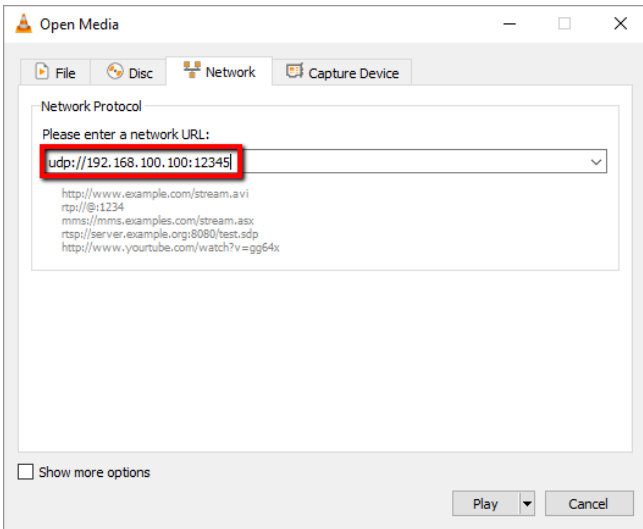 Open Media
File Disc Network Capture Device
Network Protocol
Please enter a network URL:
udp://192.168.100.100:12345
http://www.example.com/stream.avi
rtp://@:1234
mms://mms.examples.com/stream.asx
rtsp://server.example.org:8080/test.sdp
http://www.yourtube.com/watch?v=gg64x
Show more options
Play Cancel